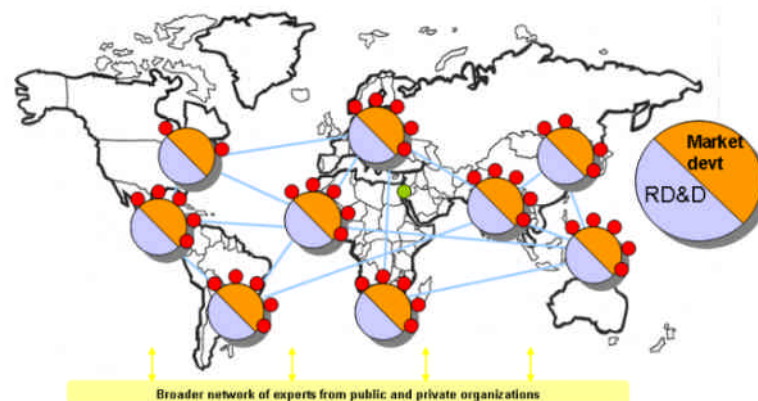 Market
devt
RD&D
Broader network of experts from public and private organizations